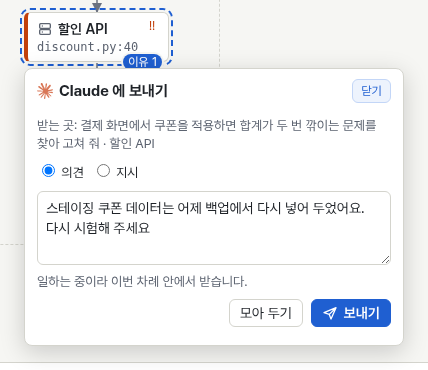 할인 API
!!
discount.py:40
이유 1
Claude 에 보내기
닫기
받는 곳: 결제 화면에서 쿠폰을 적용하면 합계가 두 번 깎이는 문제를
찾아 고쳐 줘 · 할인 API
의견
지시
스테이징 쿠폰 데이터는 어제 백업에서 다시 넣어 두었어요.
다시 시험해 주세요
일하는 중이라 이번 차례 안에서 받습니다.
모아 두기
보내기